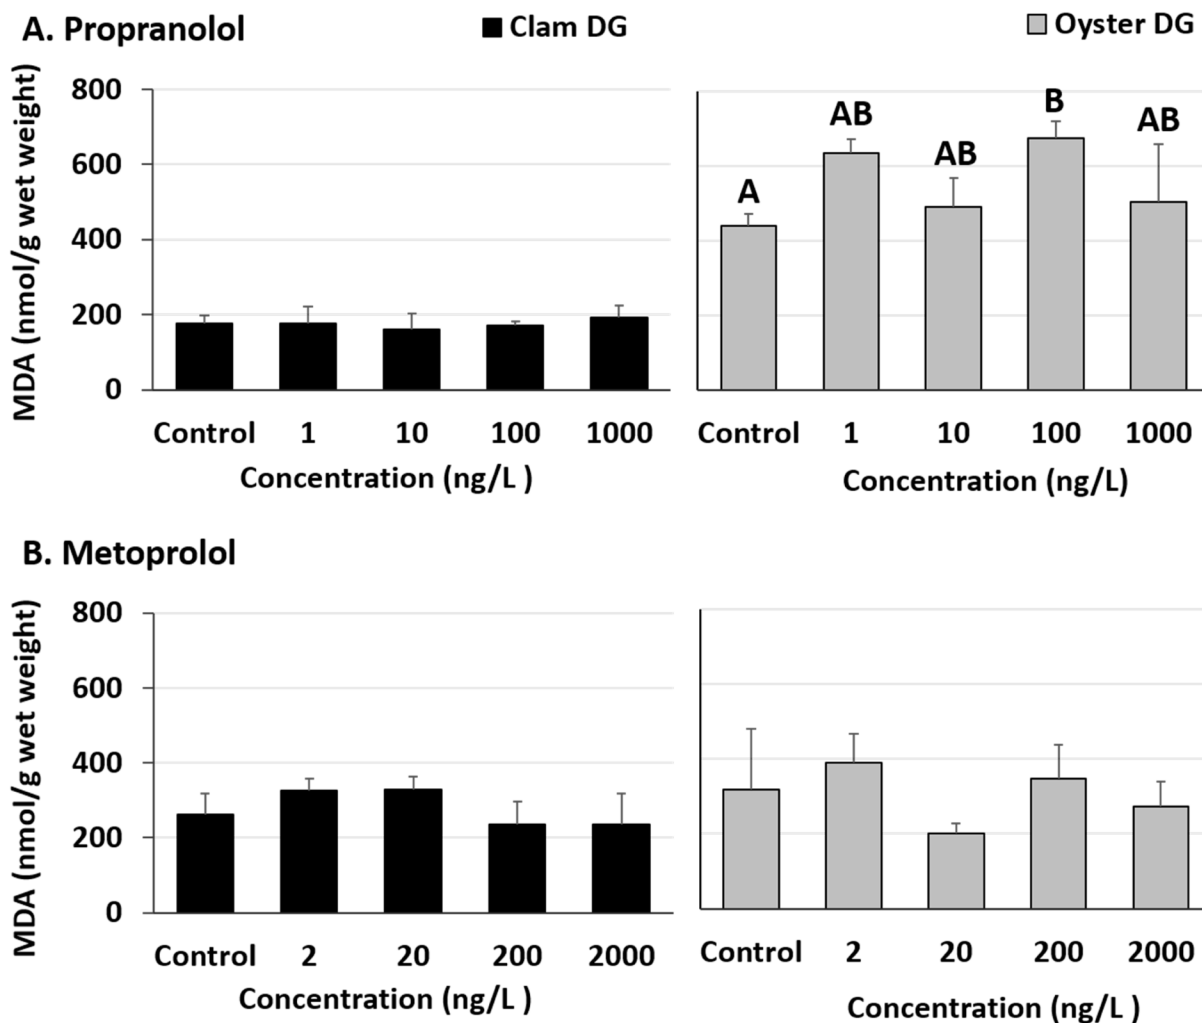 A. Propranolol
Clam DG
Oyster DG
MDA (nmol/g wet weight)
800
600
400
200
0
Control 1 10 100 1000
Concentration (ng/L )
A AB AB B AB
Control 1 10 100 1000
Concentration (ng/L)
B. Metoprolol
MDA (nmol/g wet weight)
800
600
400
200
0
Control 2 20 200 2000
Concentration (ng/L )
Control 2 20 200 2000
Concentration (ng/L )